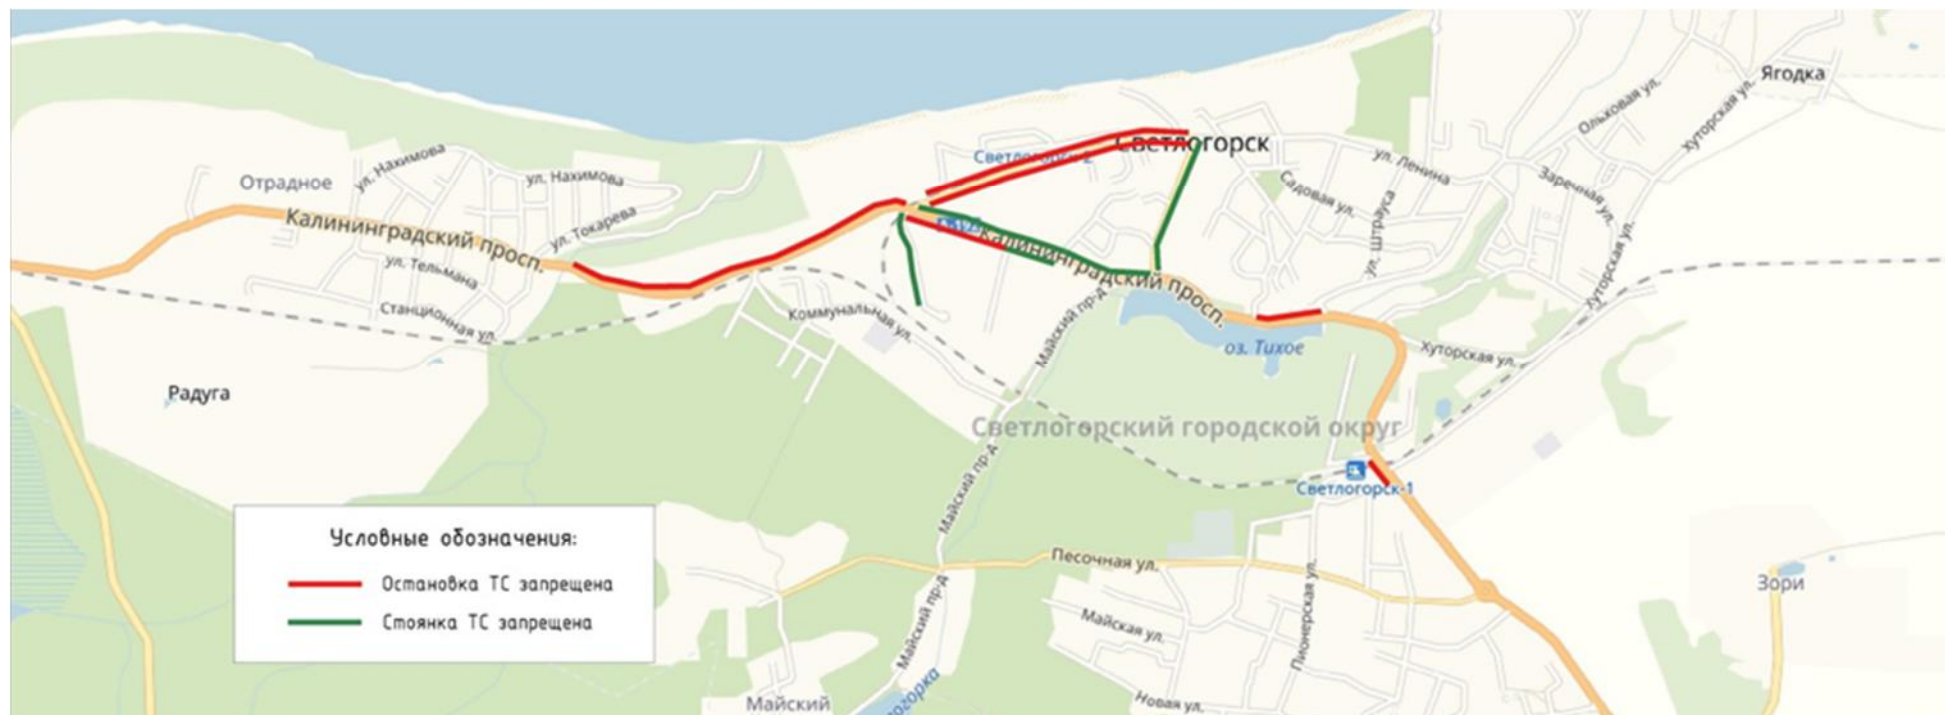 Ягодка
Ольховая ул.
Хуторская ул.
Светлогорск
Светлогорск-2
ул. Ленина
Заречная ул.
Садовая ул.
ул. Штрауса
Хуторская ул.
ул. Нахимова
ул. Нахимова
Отрадное
Калининградский просп.
ул. Токарева
ул. Тельмана
Станционная ул.
Калининградский просп.
Коммунальная ул.
Майский пр-д
оз. Тихое
Хуторская ул.
Радуга
Светлогорский городской округ
Майский пр-д
Светлогорск-1
Условные обозначения:
Остановка ТС запрещена
Стоянка ТС запрещена
Песочная ул.
Зори
Майский пр-д
Майская ул.
Пионерская ул.
Майский
Новая ул.